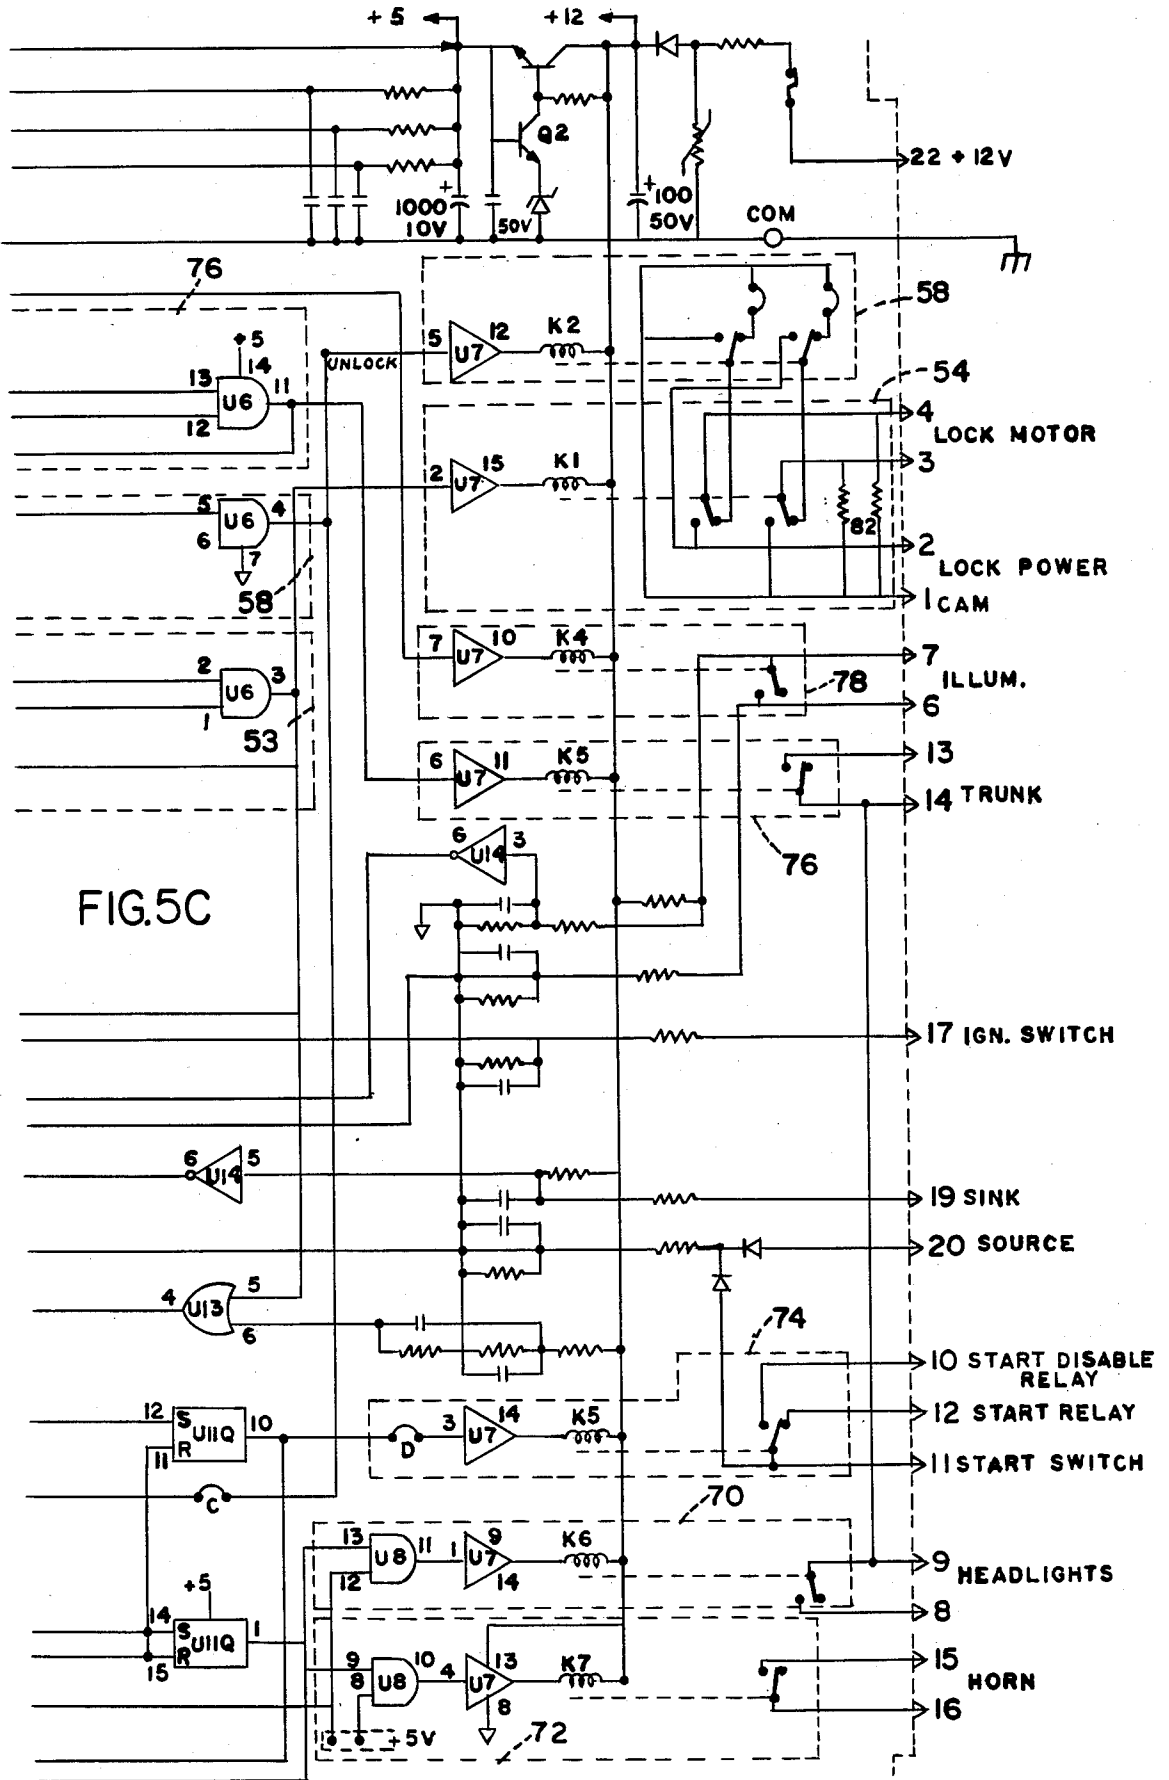 +5
+12
Q2
22 +12V
1000
10V
50V
+100
50V
COM
76
58
+5
14
UNLOCK
5
U7
12
K2
13
U6
11
12
54
4
LOCK MOTOR
2
U7
15
K1
3
5
U6
4
6
7
82
2
LOCK POWER
58
1 CAM
7
U7
10
K4
7
ILLUM.
2
U6
3
1
78
6
53
6
U7
11
K5
13
14 TRUNK
6
U14
3
76
FIG.5C
17 IGN. SWITCH
6
U14
5
19 SINK
20 SOURCE
4
U13
5
6
74
10 START DISABLE
RELAY
12
S
U11Q
10
R
11
D
3
U7
14
K5
12 START RELAY
11 START SWITCH
C
70
13
U8
11
12
1
U7
9
14
K6
9
HEADLIGHTS
8
+5
14
S
U11Q
1
R
15
9
8
U8
10
4
U7
13
8
K7
15
HORN
16
+5V
72